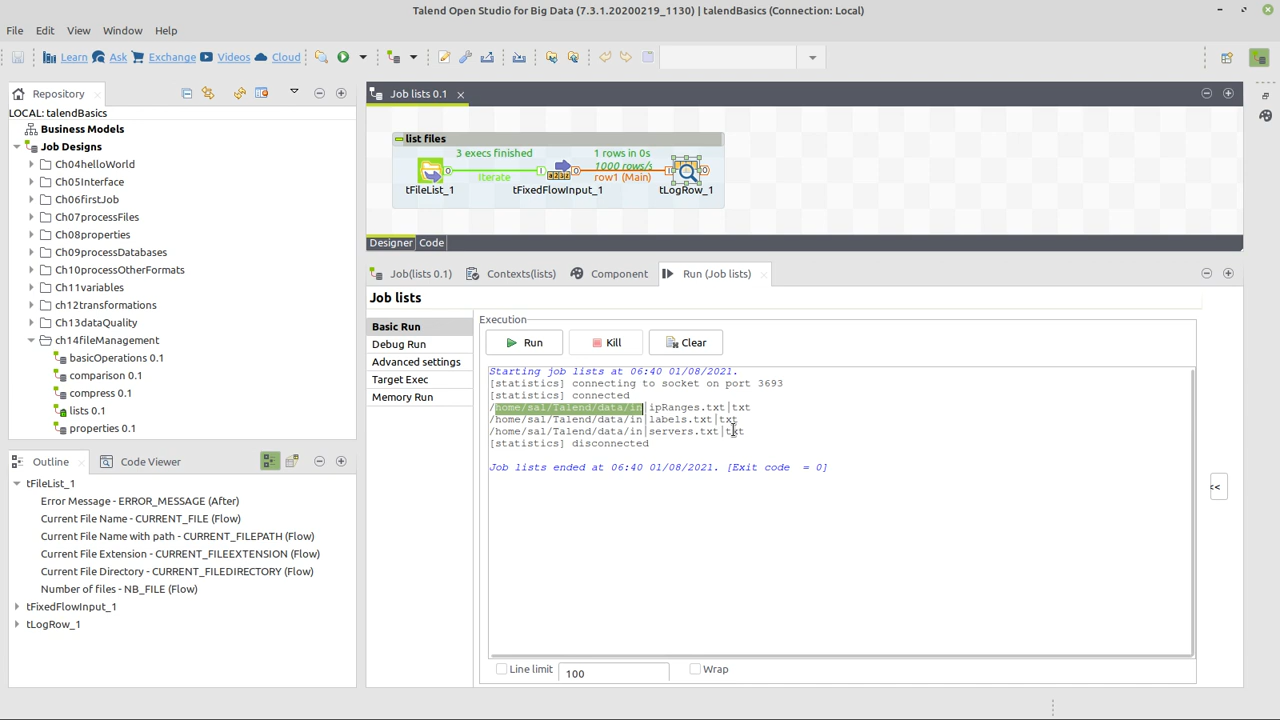 Talend Open Studio for Big Data (7.3.1.20200219_1130) | talendBasics (Connection: Local)
File Edit View Window Help
Learn Ask Exchange Videos Cloud
Repository
LOCAL: talendBasics
Business Models
Job Designs
Ch04helloWorld
Ch05Interface
Ch06firstJob
Ch07processFiles
Ch08properties
Ch09processDatabases
Ch10processOtherFormats
Ch11variables
ch12transformations
Ch13dataQuality
ch14fileManagement
basicOperations 0.1
comparison 0.1
compress 0.1
lists 0.1
properties 0.1
Outline Code Viewer
tFileList_1
Error Message - ERROR_MESSAGE (After)
Current File Name - CURRENT_FILE (Flow)
Current File Name with path - CURRENT_FILEPATH (Flow)
Current File Extension - CURRENT_FILEEXTENSION (Flow)
Current File Directory - CURRENT_FILEDIRECTORY (Flow)
Number of files - NB_FILE (Flow)
tFixedFlowInput_1
tLogRow_1
Job lists 0.1
list files
3 execs finished
1 rows in 0s
1000 rows/s
Iterate
row1 (Main)
tFileList_1
tFixedFlowInput_1
tLogRow_1
Designer Code
Job(lists 0.1) Contexts(lists) Component Run (Job lists)
Job lists
Basic Run
Debug Run
Advanced settings
Target Exec
Memory Run
Execution
Run Kill Clear
Starting job lists at 06:40 01/08/2021.
[statistics] connecting to socket on port 3693
[statistics] connected
/home/sal/Talend/data/in|ipRanges.txt|txt
/home/sal/Talend/data/in|labels.txt|txt
/home/sal/Talend/data/in|servers.txt|txt
[statistics] disconnected
Job lists ended at 06:40 01/08/2021. [Exit code = 0]
<<
Line limit 100 Wrap